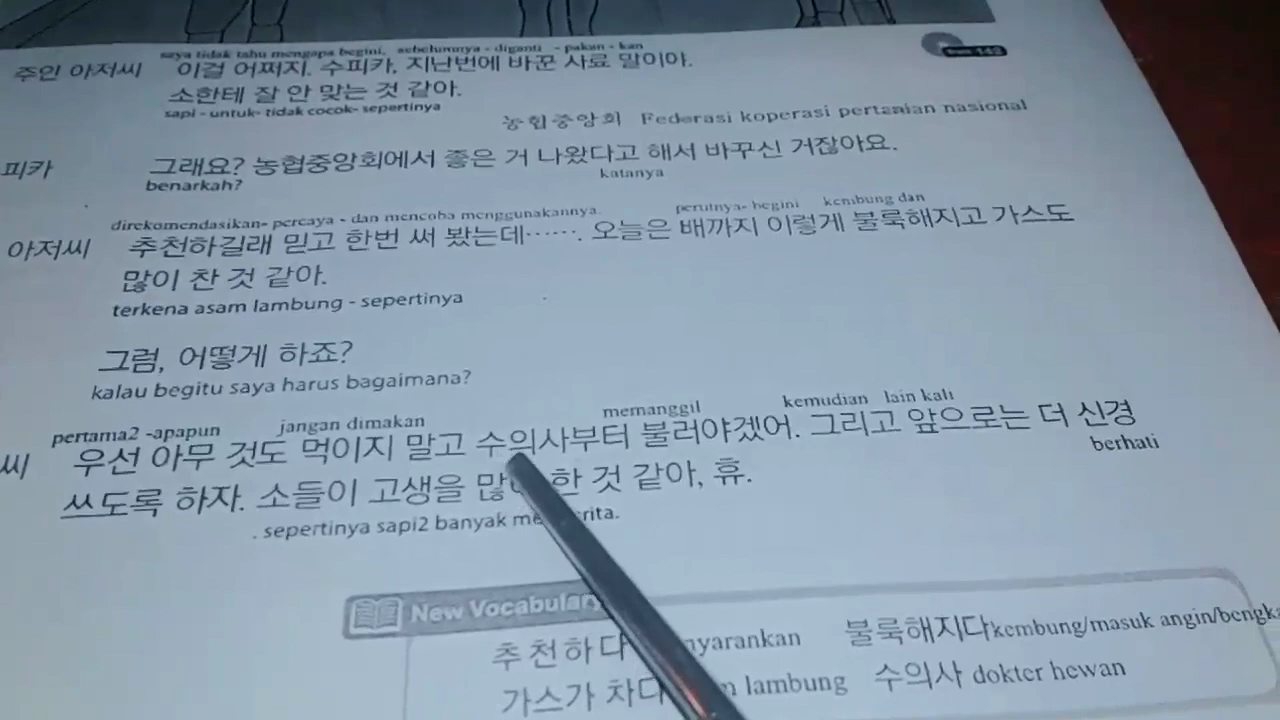 saya tidak tahu mengapa begini, sebelumnya - diganti - pakan - kan
주인 아저씨 이걸 어쩌지. 수피카, 지난번에 바꾼 사료 말이야.
소한테 잘 안 맞는 것 같아.
sapi - untuk- tidak cocok- sepertinya
농협중앙회 Federasi koperasi pertanian nasional
피카 그래요? 농협중앙회에서 좋은 거 나왔다고 해서 바꾸신 거잖아요.
benarkah? katanya
direkomendasikan- percaya - dan mencoba menggunakannya. perutnya- begini kembung dan
아저씨 추천하길래 믿고 한번 써 봤는데……. 오늘은 배까지 이렇게 불룩해지고 가스도
많이 찬 것 같아.
terkena asam lambung - sepertinya
그럼, 어떻게 하죠?
kalau begitu saya harus bagaimana?
pertama2 -apapun jangan dimakan memanggil kemudian lain kali
씨 우선 아무 것도 먹이지 말고 수의사부터 불러야겠어. 그리고 앞으로는 더 신경
berhati
쓰도록 하자. 소들이 고생을 한 것 같아, 휴.
. sepertinya sapi2 banyak
New Vocabulary
추천하다 불룩해지다 kembung/masuk angin/
가스가 차다 lambung 수의사 dokter hewan